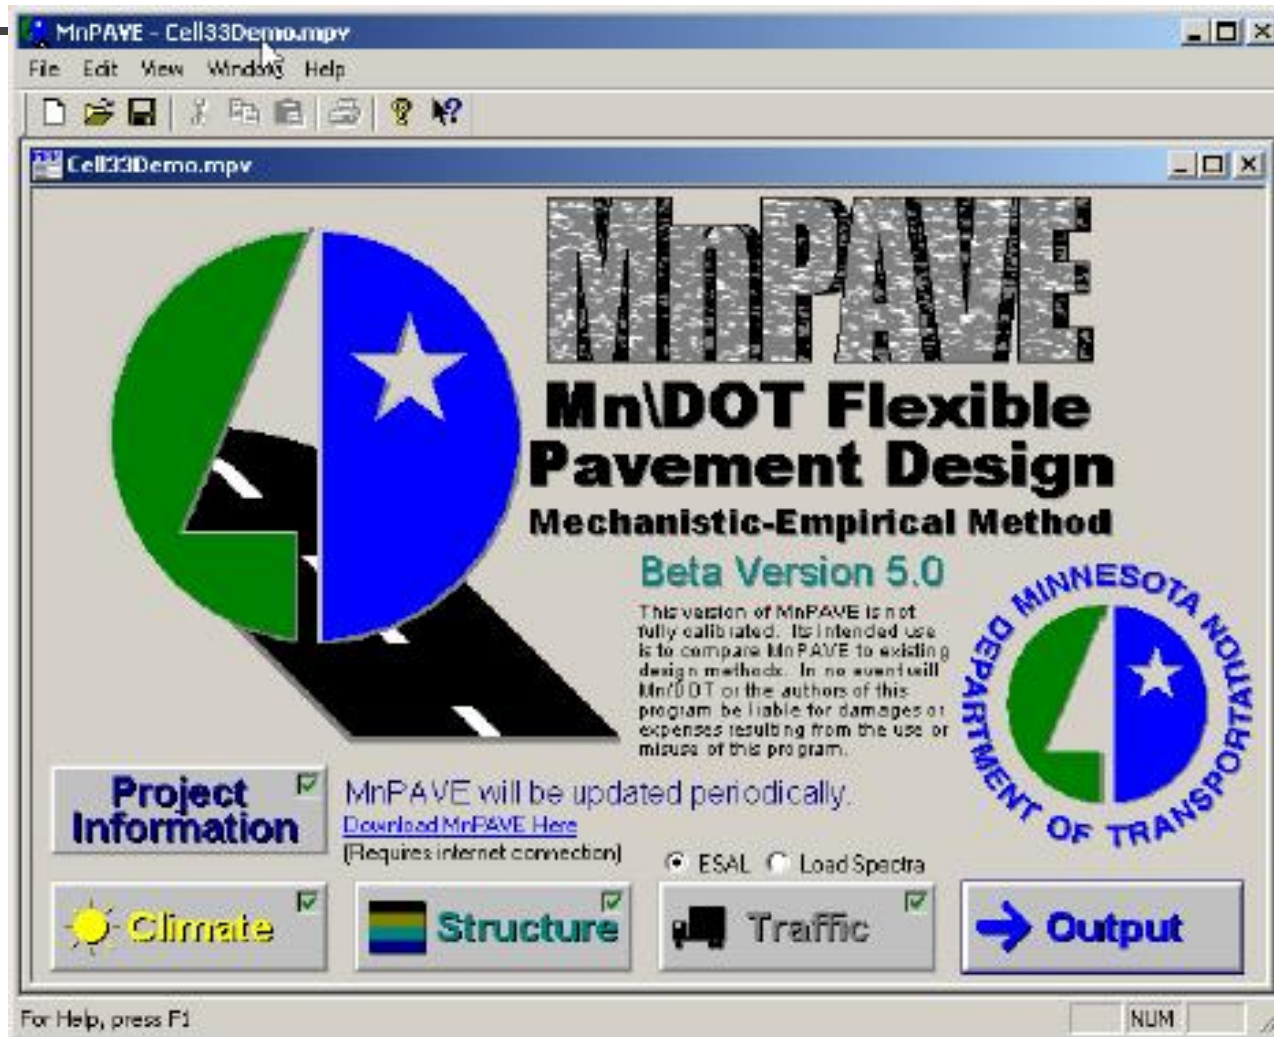 MnPAVE - Cell33Demo.mpv
File Edit View Window Help
Cell33Demo.mpv
MnPAVE
Mn\DOT Flexible
Pavement Design
Mechanistic-Empirical Method
Beta Version 5.0
This version of MnPAVE is not
fully calibrated. Its intended use
is to compare MnPAVE to existing
design methods. In no event will
Mn/DOT or the authors of this
program be liable for damages or
expenses resulting from the use or
misuse of this program.
DEPARTMENT OF TRANSPORTATION
MINNESOTA
Project
Information
MnPAVE will be updated periodically.
Download MnPAVE Here
(Requires internet connection)
ESAL Load Spectra
Climate Structure Traffic Output
For Help, press F1 NUM